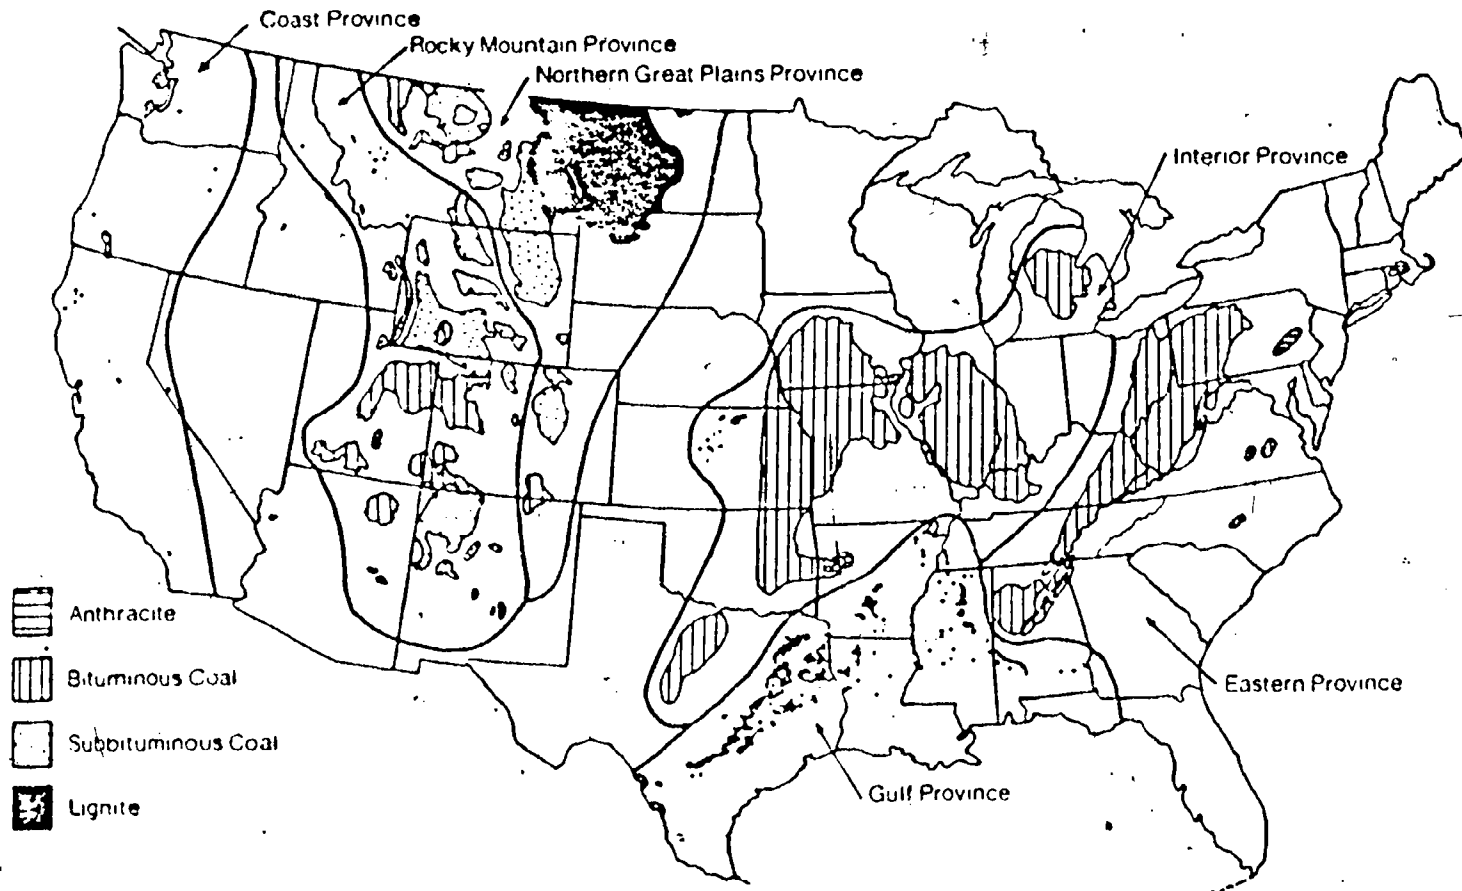 Coast Province
Rocky Mountain Province
Northern Great Plains Province
Interior Province
Anthracite
Bituminous Coal
Subbituminous Coal
Lignite
Eastern Province
Gulf Province